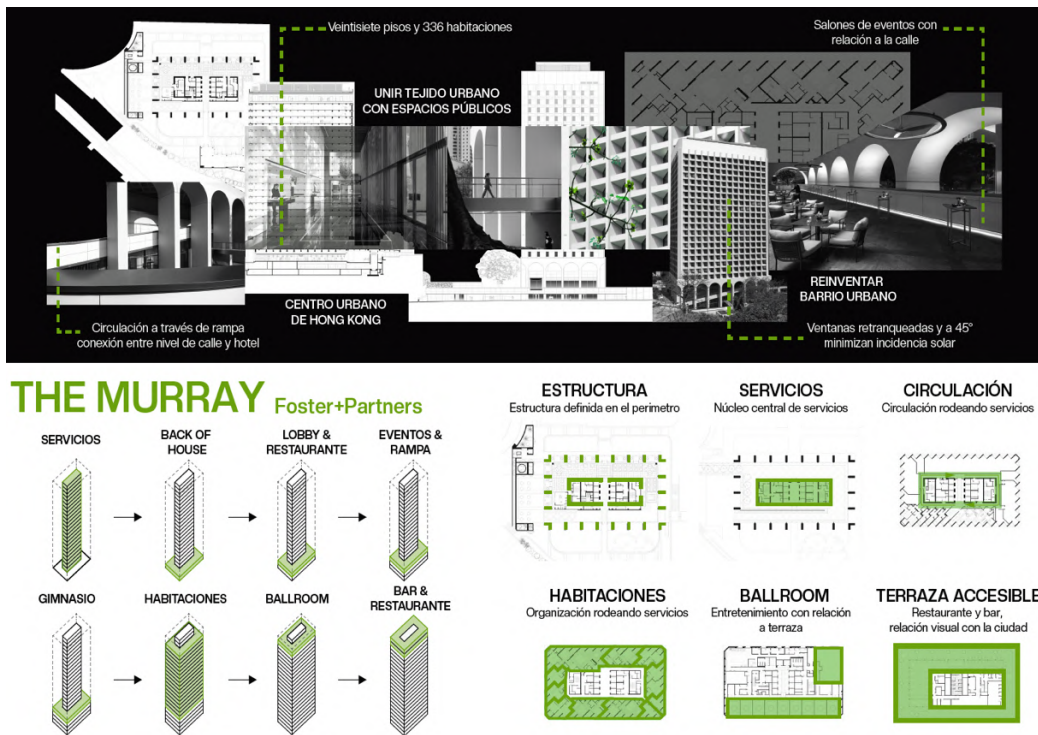 Veintisiete pisos y 336 habitaciones
Salones de eventos con
relación a la calle
UNIR TEJIDO URBANO
CON ESPACIOS PÚBLICOS
REINVENTAR
BARRIO URBANO
CENTRO URBANO
DE HONG KONG
Circulación a través de rampa
conexión entre nivel de calle y hotel
Ventanas retranqueadas y a 45°
minimizan incidencia solar
THE MURRAY Foster+Partners
SERVICIOS
BACK OF
HOUSE
LOBBY &
RESTAURANTE
EVENTOS &
RAMPA
GIMNASIO
HABITACIONES
BALLROOM
BAR &
RESTAURANTE
ESTRUCTURA
Estructura definida en el perimetro
SERVICIOS
Núcleo central de servicios
CIRCULACIÓN
Circulación rodeando servicios
HABITACIONES
Organización rodeando servicios
BALLROOM
Entretenimiento con relación
a terraza
TERRAZA ACCESIBLE
Restaurante y bar,
relación visual con la ciudad